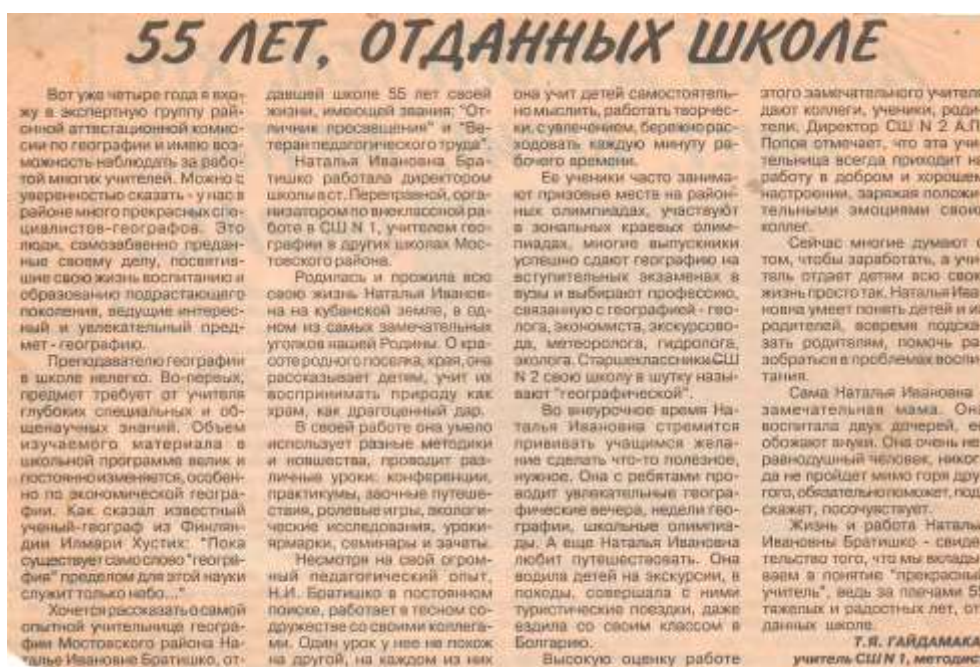 55 ЛЕТ, ОТДАННЫХ ШКОЛЕ
Вот уже четыре года я вхо-
жу в экспертную группу рай-
онной аттестационной комис-
сии по географии и имею воз-
можность наблюдать за рабо-
той многих учителей. Можно с
уверенностью сказать - у нас в
районе много прекрасных спе-
циалистов-географов. Это
люди, самозабвенно предан-
ные своему делу, посвятив-
шие свою жизнь воспитанию и
образованию подрастающего
поколения, ведущие интерес-
ный и увлекательный пред-
мет - географию.
Преподавателю географии
в школе нелегко. Во-первых,
предмет требует от учителя
глубоких специальных и об-
щенаучных знаний. Объем
изучаемого материала в
школьной программе велик и
постоянно изменяется, особен-
но по экономической геогра-
фии. Как сказал известный
ученый-географ из Финлян-
дии Илмари Хустих: "Пока
существует само слово "геогра-
фия" пределом для этой науки
служит только небо..."
Хочется рассказать о самой
опытной учительнице геогра-
фии Мостовского района На-
талье Ивановне Братишко, от-
давшей школе 55 лет своей
жизни, имеющей звания: "От-
личник просвещения" и "Ве-
теран педагогического труда".
Наталья Ивановна Бра-
тишко работала директором
школы в ст. Переправной, орга-
низатором по внеклассной ра-
боте в СШ N 1, учителем гео-
графии в других школах Мос-
товского района.
Родилась и прожила всю
свою жизнь Наталья Иванов-
на на кубанской земле, в од-
ном из самых замечательных
уголков нашей Родины. О кра-
соте родного поселка, края, она
рассказывает детям, учит их
воспринимать природу как
храм, как драгоценный дар.
В своей работе она умело
использует разные методики
и новшества, проводит раз-
личные уроки: конференции,
практикумы, заочные путеше-
ствия, ролевые игры, экологи-
ческие исследования, уроки-
ярмарки, семинары и зачеты.
Несмотря на свой огром-
ный педагогический опыт,
Н.И. Братишко в постоянном
поиске, работает в тесном со-
дружестве со своими коллега-
ми. Один урок у нее не похож
на другой, на каждом из них
она учит детей самостоятель-
но мыслить, работать творчес-
ки, с увлечением, бережно рас-
ходовать каждую минуту ра-
бочего времени.
Ее ученики часто занима-
ют призовые места на район-
ных олимпиадах, участвуют
в зональных краевых олим-
пиадах, многие выпускники
успешно сдают географию на
вступительных экзаменах в
вузы и выбирают профессию,
связанную с географией - гео-
лога, экономиста, экскурсово-
да, метеоролога, гидролога,
эколога. Старшеклассники СШ
N 2 свою школу в шутку назы-
вают "географической".
Во внеурочное время На-
талья Ивановна стремится
прививать учащимся жела-
ние сделать что-то полезное,
нужное. Она с ребятами про-
водит увлекательные геогра-
фические вечера, недели гео-
графии, школьные олимпиа-
ды. А еще Наталья Ивановна
любит путешествовать. Она
водила детей на экскурсии, в
походы, совершала с ними
туристические поездки, даже
ездила со своим классом в
Болгарию.
Высокую оценку работе
этого замечательного учителя
дают коллеги, ученики, роди-
тели. Директор СШ N 2 А.П.
Попов отмечает, что эта учи-
тельница всегда приходит на
работу в добром и хорошем
настроении, заряжая положи-
тельными эмоциями своих
коллег.
Сейчас многие думают о
том, чтобы заработать, а учи-
тель отдает детям всю свою
жизнь просто так. Наталья Ива-
новна умеет понять детей и их
родителей, вовремя подска-
зать родителям, помочь ра-
зобраться в проблемах воспи-
тания.
Сама Наталья Ивановна -
замечательная мама. Она
воспитала двух дочерей, ее
обожают внуки. Она очень не-
равнодушный человек, никог-
да не пройдет мимо горя дру-
гого, обязательно поможет, под-
скажет, посочувствует.
Жизнь и работа Натальи
Ивановны Братишко - свиде-
тельство того, что мы вклады-
ваем в понятие "прекрасный
учитель", ведь за плечами 55
тяжелых и радостных лет, от-
данных школе.
Т.Я. ГАЙДАМАКА,
учитель СШ N 1, методист